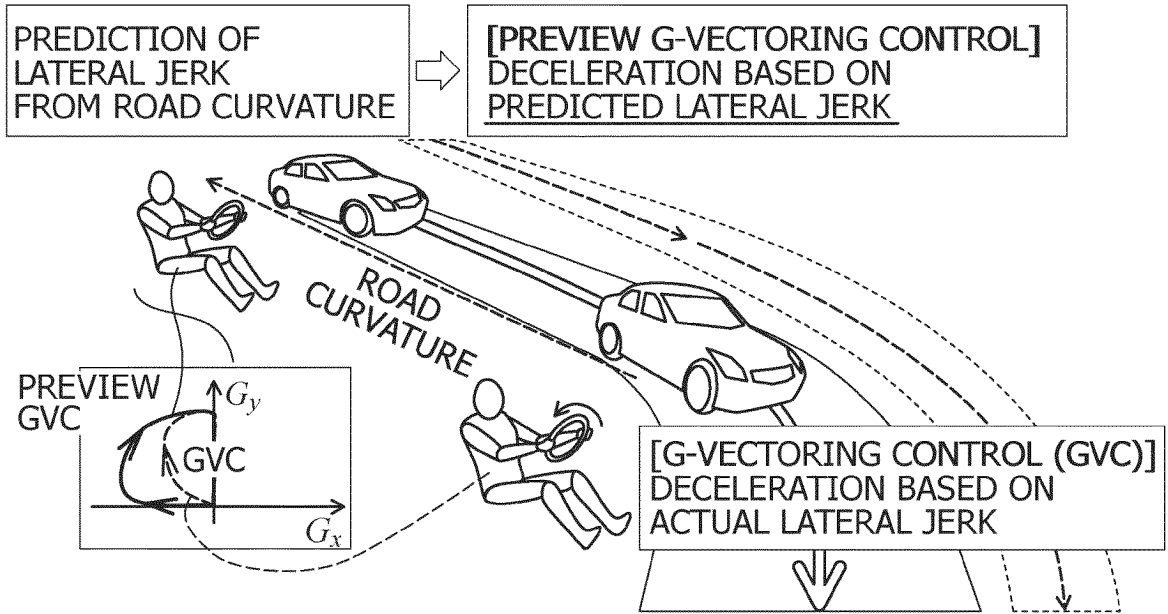 PREDICTION OF
LATERAL JERK
FROM ROAD CURVATURE
[PREVIEW G-VECTORING CONTROL]
DECELERATION BASED ON
PREDICTED LATERAL JERK
ROAD
CURVATURE
PREVIEW
GVC
Gy
GVC
Gx
[G-VECTORING CONTROL (GVC)]
DECELERATION BASED ON
ACTUAL LATERAL JERK